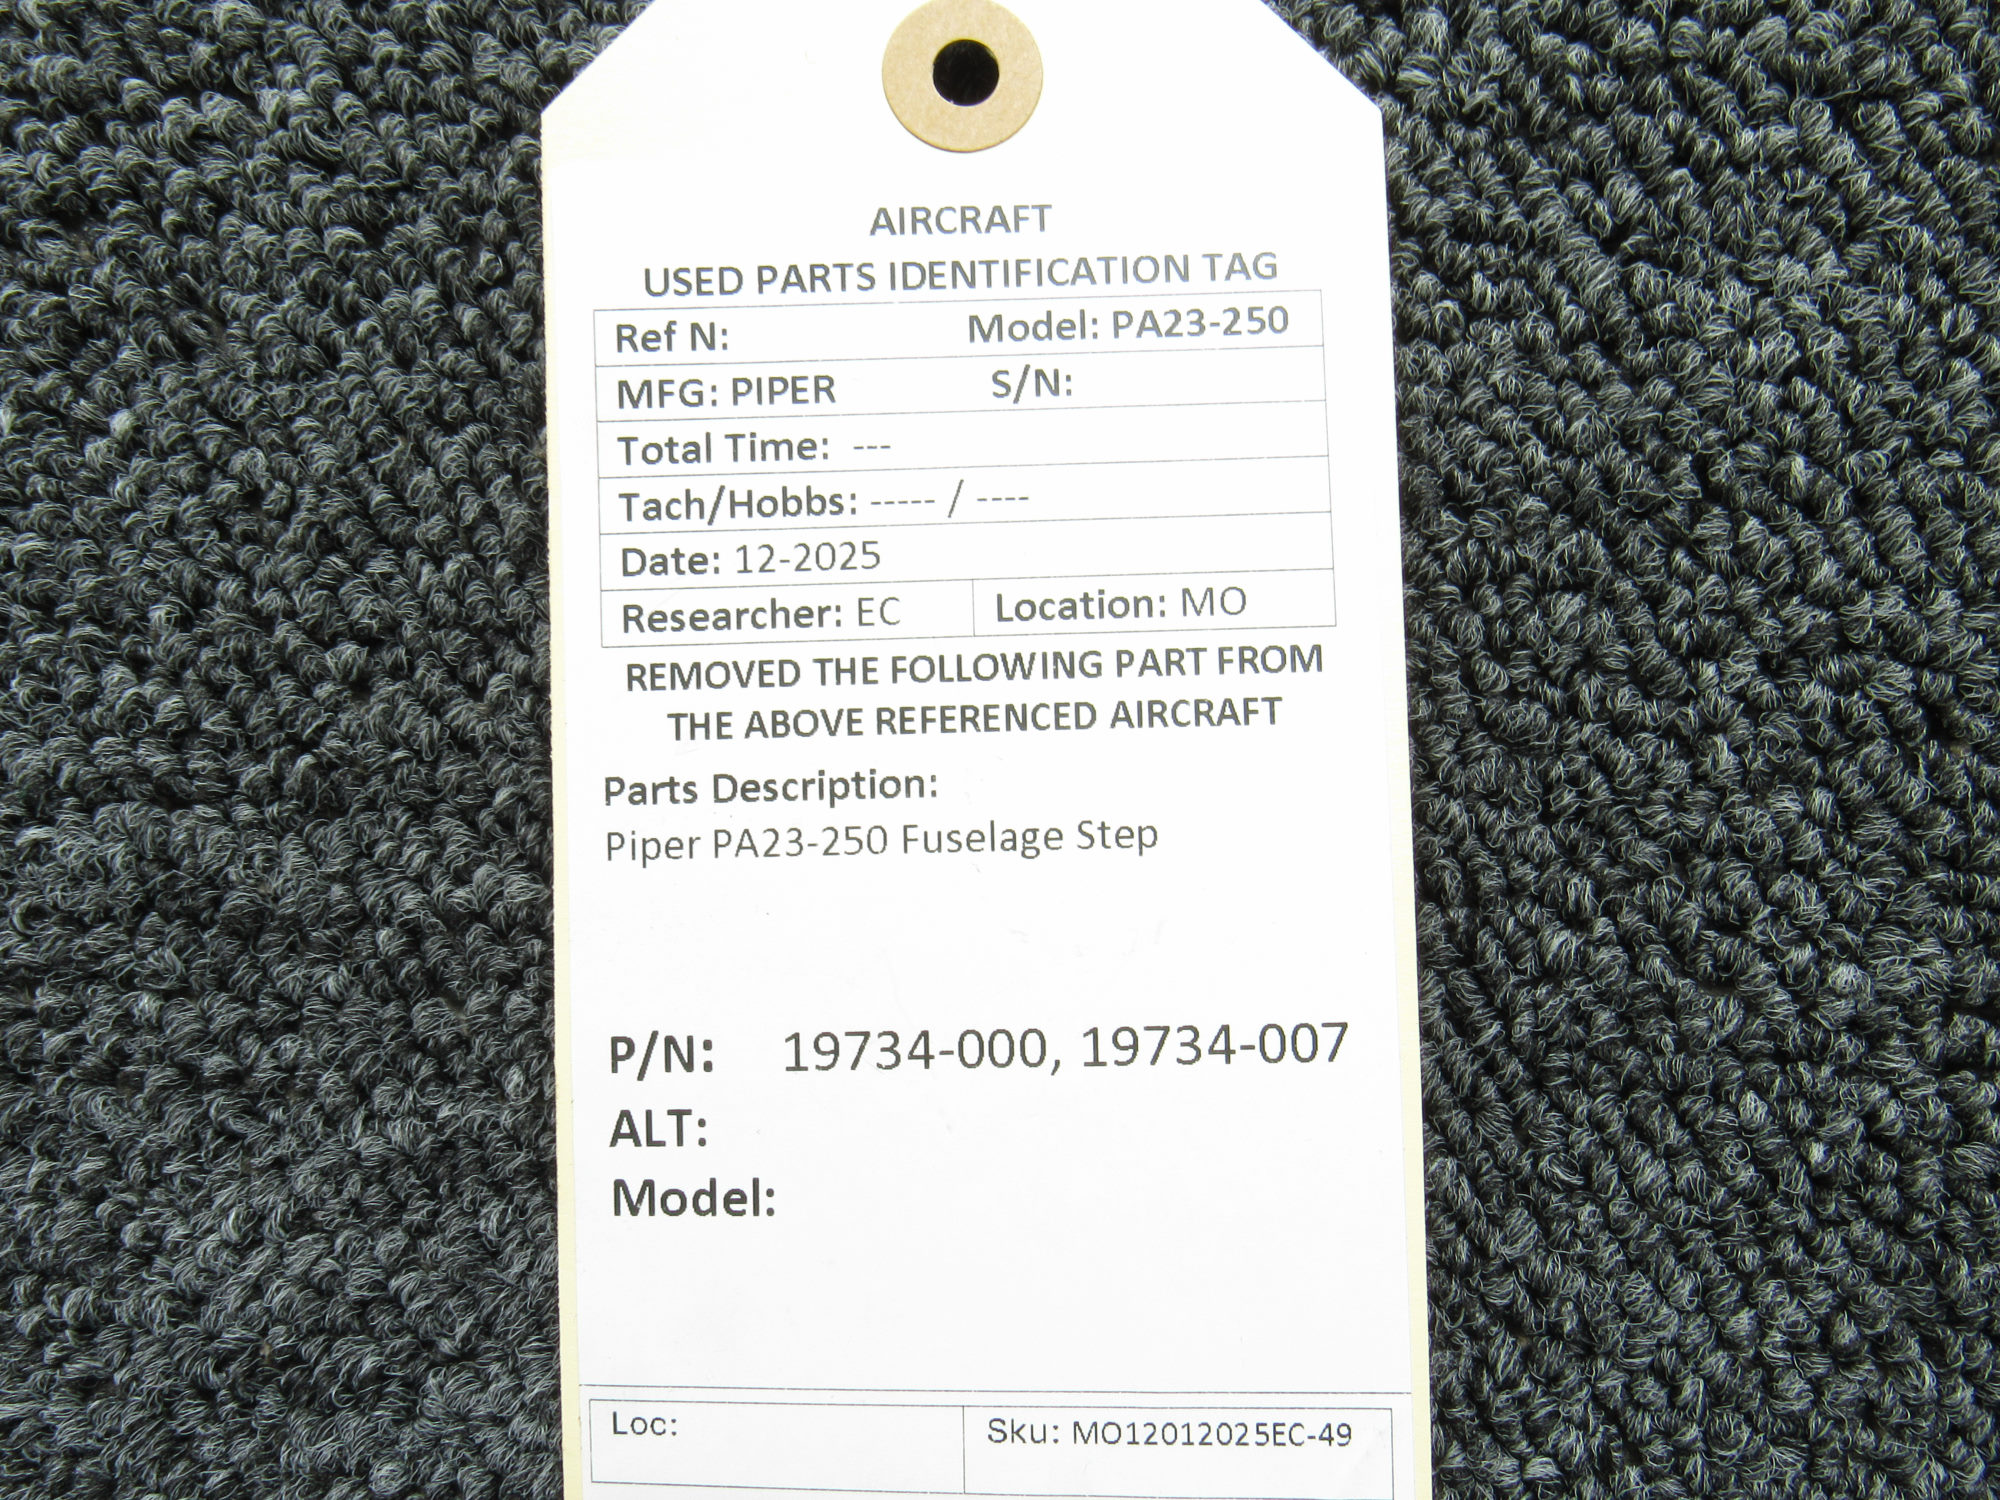 AIRCRAFT
USED PARTS IDENTIFICATION TAG
Ref N: Model: PA23-250
MFG: PIPER S/N:
Total Time: ---
Tach/Hobbs: ----- / ----
Date: 12-2025
Researcher: EC Location: MO
REMOVED THE FOLLOWING PART FROM
THE ABOVE REFERENCED AIRCRAFT
Parts Description:
Piper PA23-250 Fuselage Step
P/N: 19734-000, 19734-007
ALT:
Model:
Loc: Sku: MO12012025EC-49